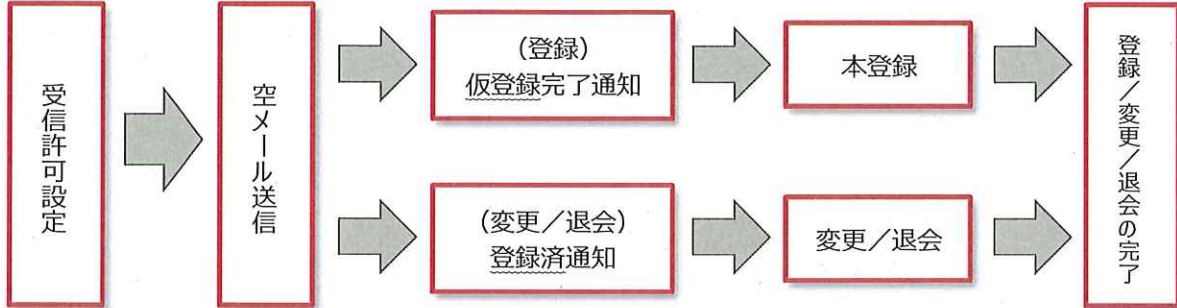 受信許可設定
空メール送信
(登録)
仮登録完了通知
本登録
(変更/退会)
登録済通知
変更/退会
登録/変更/退会の完了